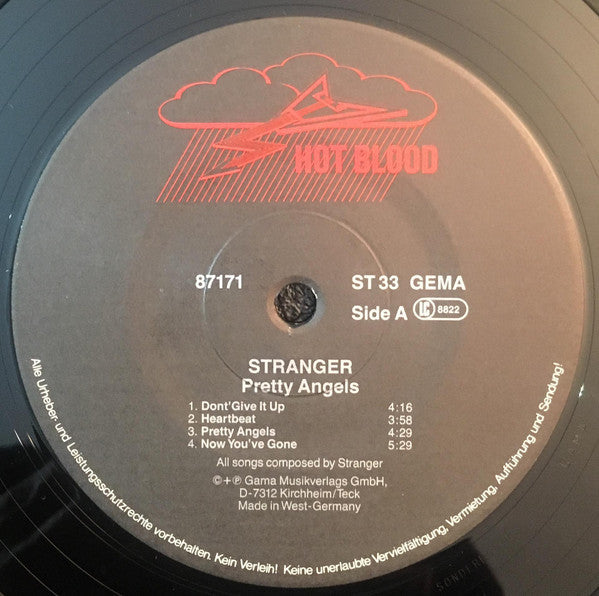 HOT BLOOD
87171
ST 33 GEMA
Side A LC 8822
STRANGER
Pretty Angels
1. Dont'Give It Up 4:16
2. Heartbeat 3:58
3. Pretty Angels 4:29
4. Now You've Gone 5:29
All songs composed by Stranger
©+℗ Gama Musikverlags GmbH,
D-7312 Kirchheim/Teck
Made in West-Germany
Alle Urheber- und Leistungsschutzrechte vorbehalten. Kein Verleih! Keine unerlaubte Vervielfältigung, Vermietung, Aufführung und Sendung!